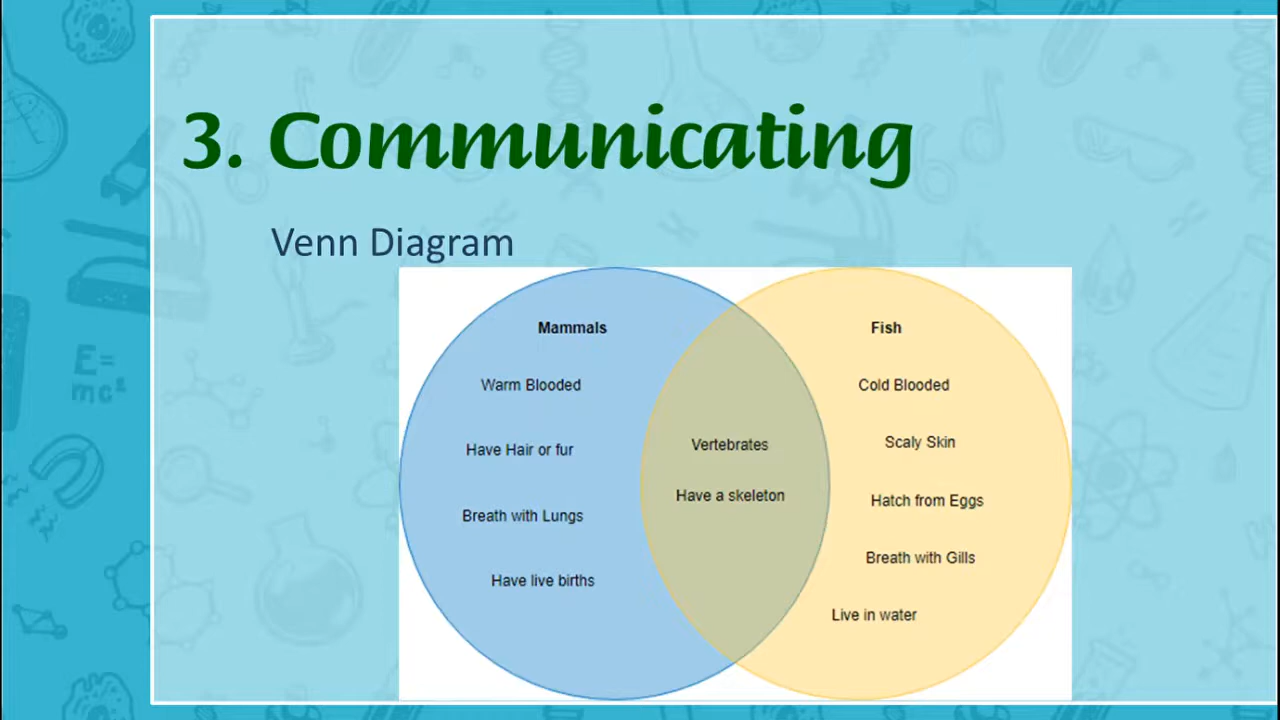 3. Communicating
Venn Diagram
Mammals
Warm Blooded
Have Hair or fur
Breath with Lungs
Have live births
Vertebrates
Have a skeleton
Fish
Cold Blooded
Scaly Skin
Hatch from Eggs
Breath with Gills
Live in water
E=
mc²